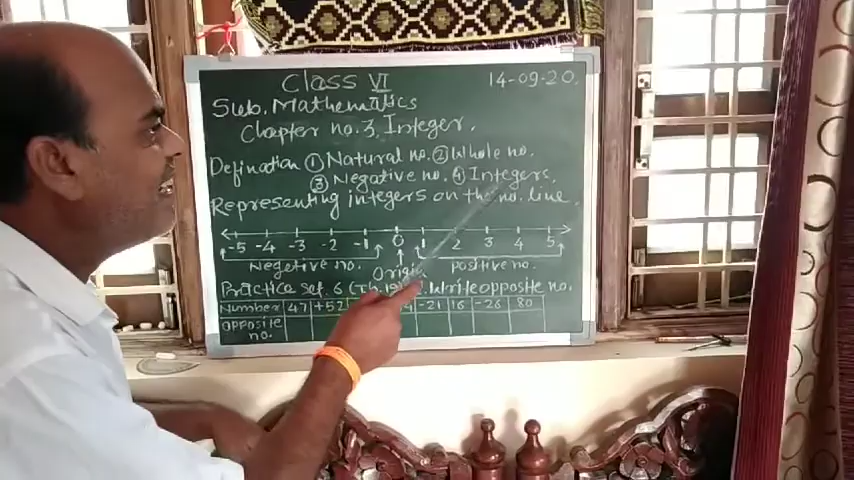 Class VI 14-09-20.
Sub. Mathematics
Chapter no. 3, Integer.
Defination ① Natural no. ② Whole no.
③ Negative no. ④ Integers.
Representing integers on the no. line.
-5 -4 -3 -2 -1 0 1 2 3 4 5
Negetive no. Origin positive no.
Practice set. 6 write opposite no.
Number 47 +52 -21 16 -26 80
opposite no.